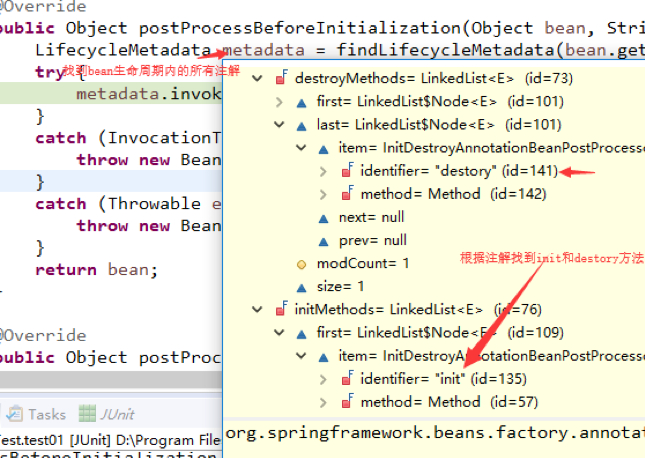 @Override
public Object postProcessBeforeInitialization(Object bean, Strin
LifecycleMetadata metadata = findLifecycleMetadata(bean.get
try {
找到bean生命周期内的所有注解
metadata.invok
}
catch (InvocationT
throw new Bean
}
catch (Throwable e
throw new Bean
}
return bean;
@Override
public Object postProc
destroyMethods= LinkedList<E> (id=73)
first= LinkedList$Node<E> (id=101)
last= LinkedList$Node<E> (id=101)
item= InitDestroyAnnotationBeanPostProcesso
identifier= "destory" (id=141)
method= Method (id=142)
next= null
prev= null
modCount= 1
根据注解找到init和destory方法
size= 1
initMethods= LinkedList<E> (id=76)
first= LinkedList$Node<E> (id=109)
item= InitDestroyAnnotationBeanPostProcesso
identifier= "init" (id=135)
method= Method (id=57)
org.springframework.beans.factory.annotat
Tasks JUnit
Test.test01 [JUnit] D:\Program File
sBeforeInitialization